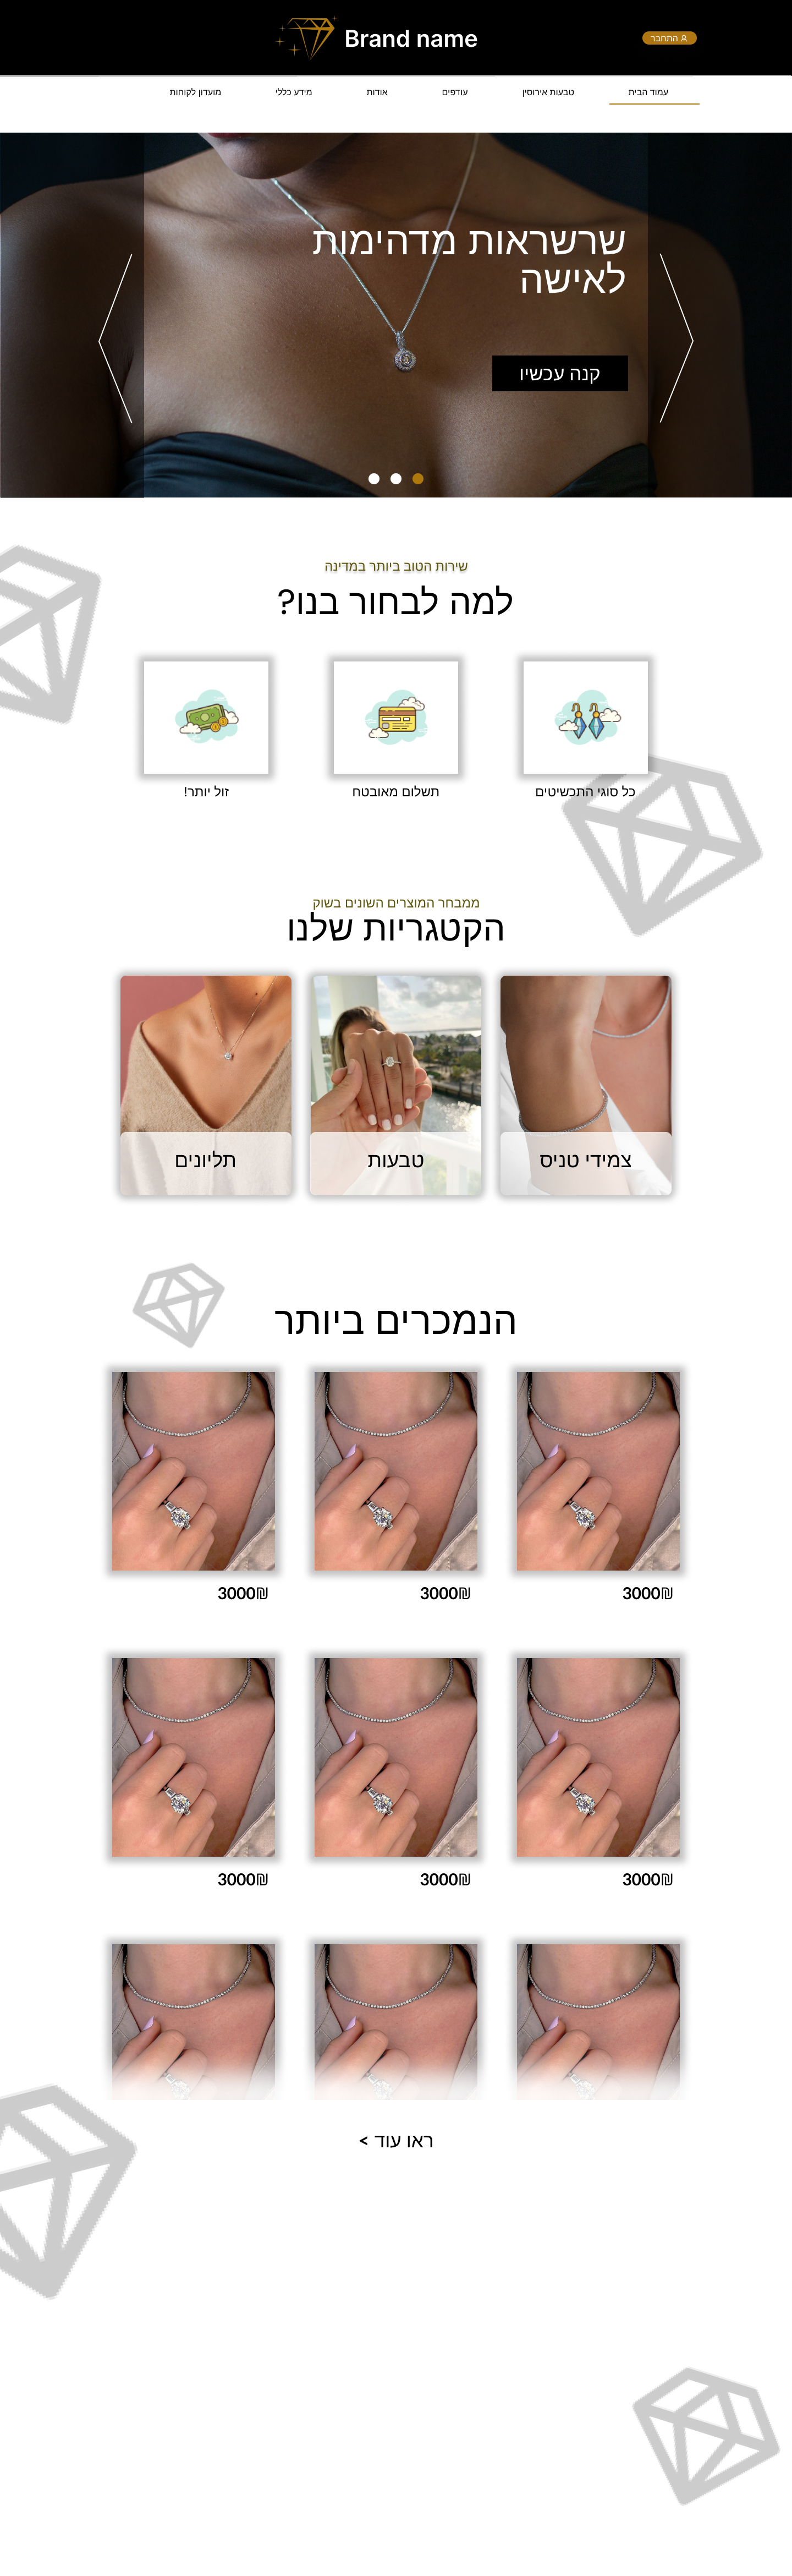 Brand name
התחבר
עמוד הבית
טבעות אירוסין
עודפים
אודות
מידע כללי
מועדון לקוחות
שרשראות מדהימות
לאישה
קנה עכשיו
שירות הטוב ביותר במדינה
למה לבחור בנו?
כל סוגי התכשיטים
תשלום מאובטח
זול יותר!
ממבחר המוצרים השונים בשוק
הקטגריות שלנו
צמידי טניס
טבעות
תליונים
הנמכרים ביותר
3000₪
3000₪
3000₪
3000₪
3000₪
3000₪
ראו עוד >